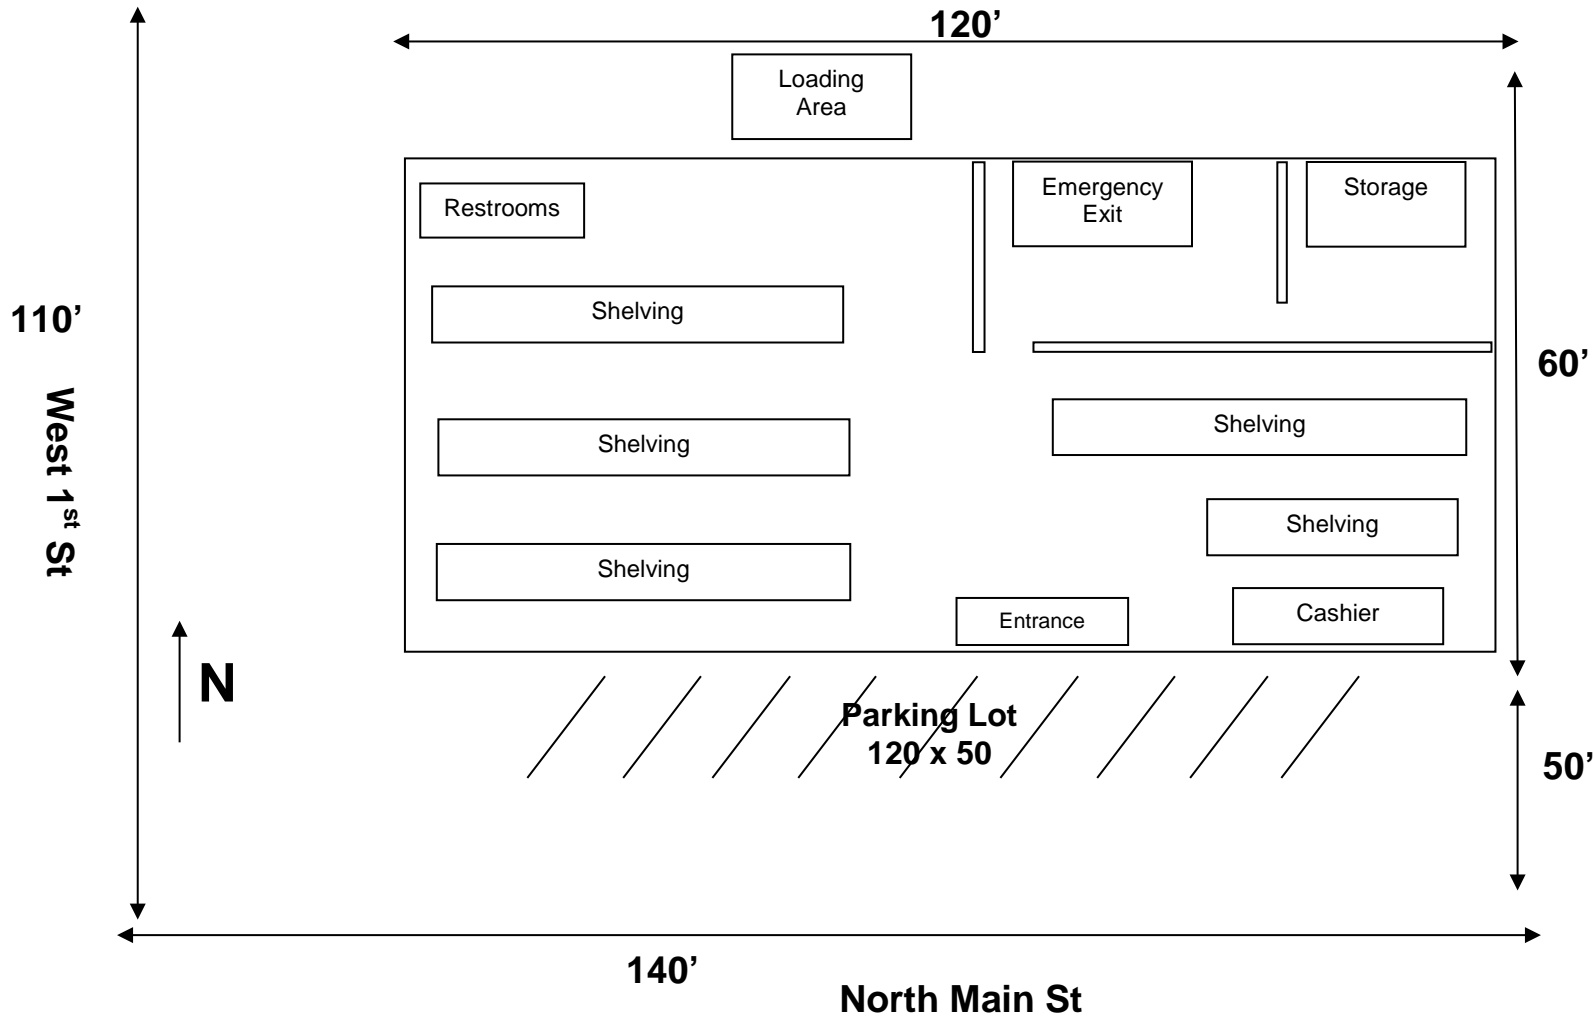 120’
Loading
Area
Restrooms
Emergency
Exit
Storage
Shelving
110’
60’
West 1st St
Shelving
Shelving
Shelving
Shelving
Entrance
Cashier
N
Parking Lot
120 x 50
50’
140’
North Main St